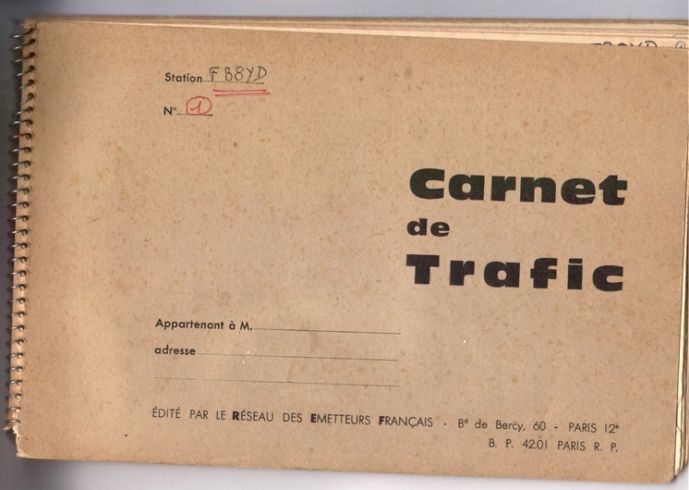 Station FB8YD
N° 1
Carnet
de
Trafic
Appartenant à M.
adresse
ÉDITÉ PAR LE RÉSEAU DES EMETTEURS FRANÇAIS - Bd de Bercy, 60 - PARIS 12e
B. P. 42.01 PARIS R. P.